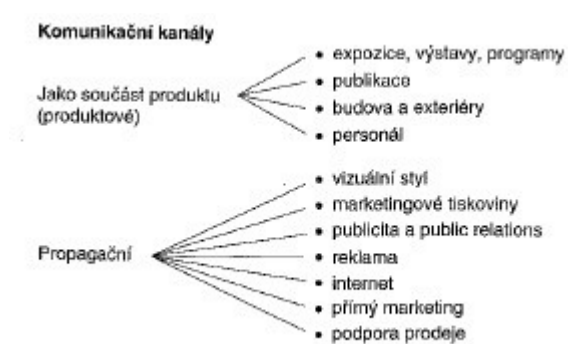 Komunikační kanály
Jako součást produktu
(produktové)
• expozice, výstavy, programy
• publikace
• budova a exteriéry
• personál
Propagační
• vizuální styl
• marketingové tiskoviny
• publicita a public relations
• reklama
• internet
• přímý marketing
• podpora prodeje